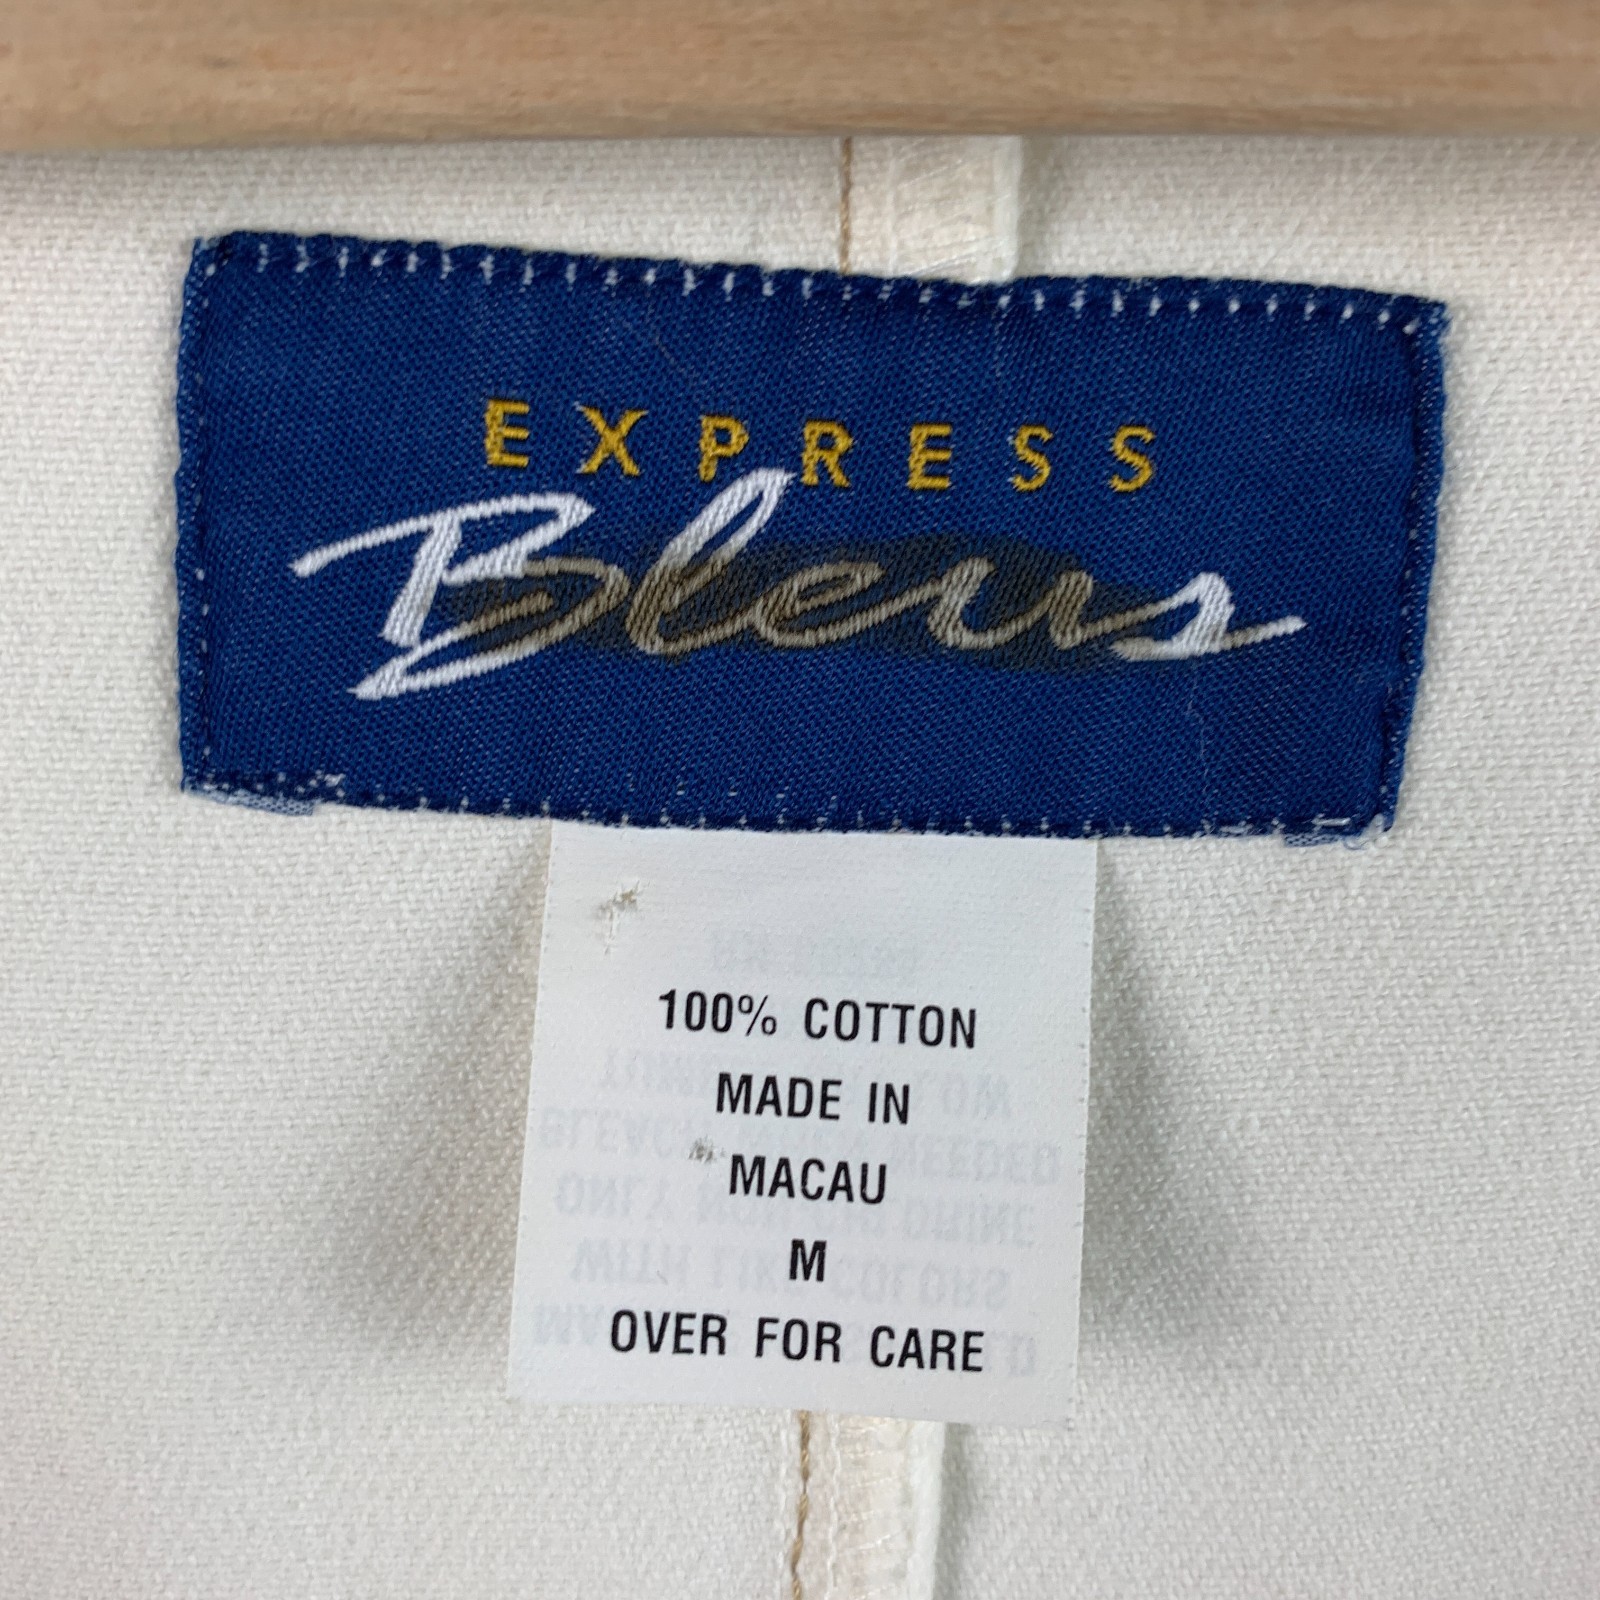 EXPRESS
Bleus
100% COTTON
MADE IN
MACAU
M
OVER FOR CARE